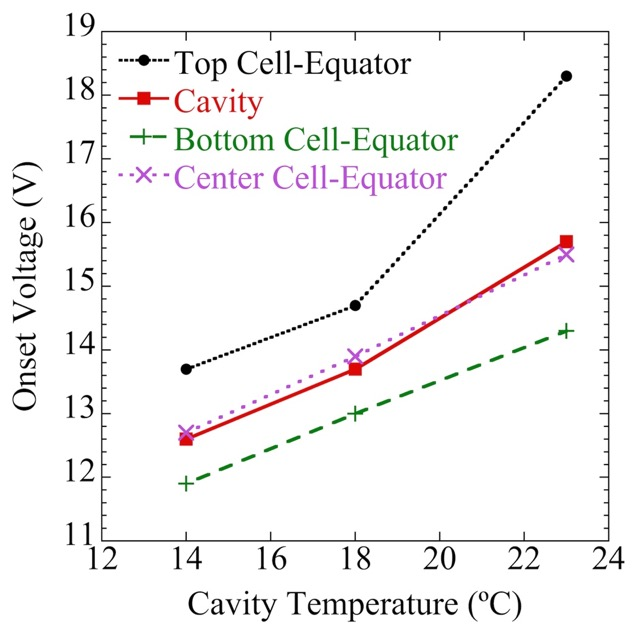 19
18
17
16
15
14
13
12
11
Onset Voltage (V)
Top Cell-Equator
Cavity
Bottom Cell-Equator
Center Cell-Equator
12 14 16 18 20 22 24
Cavity Temperature (ºC)